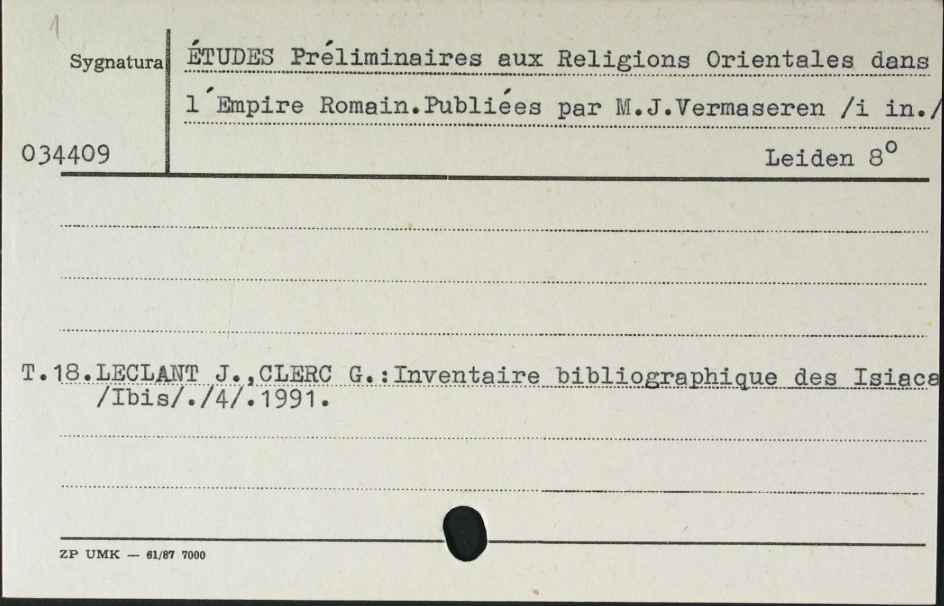 1
Sygnatura
ÉTUDES Préliminaires aux Religions Orientales dans
l'Empire Romain.Publiées par M.J.Vermaseren /i in./
034409
Leiden 8°
T.18.LECLANT J.,CLERC G.:Inventaire bibliographique des Isiaca
/Ibis/./4/.1991.
ZP UMK — 61/87 7000